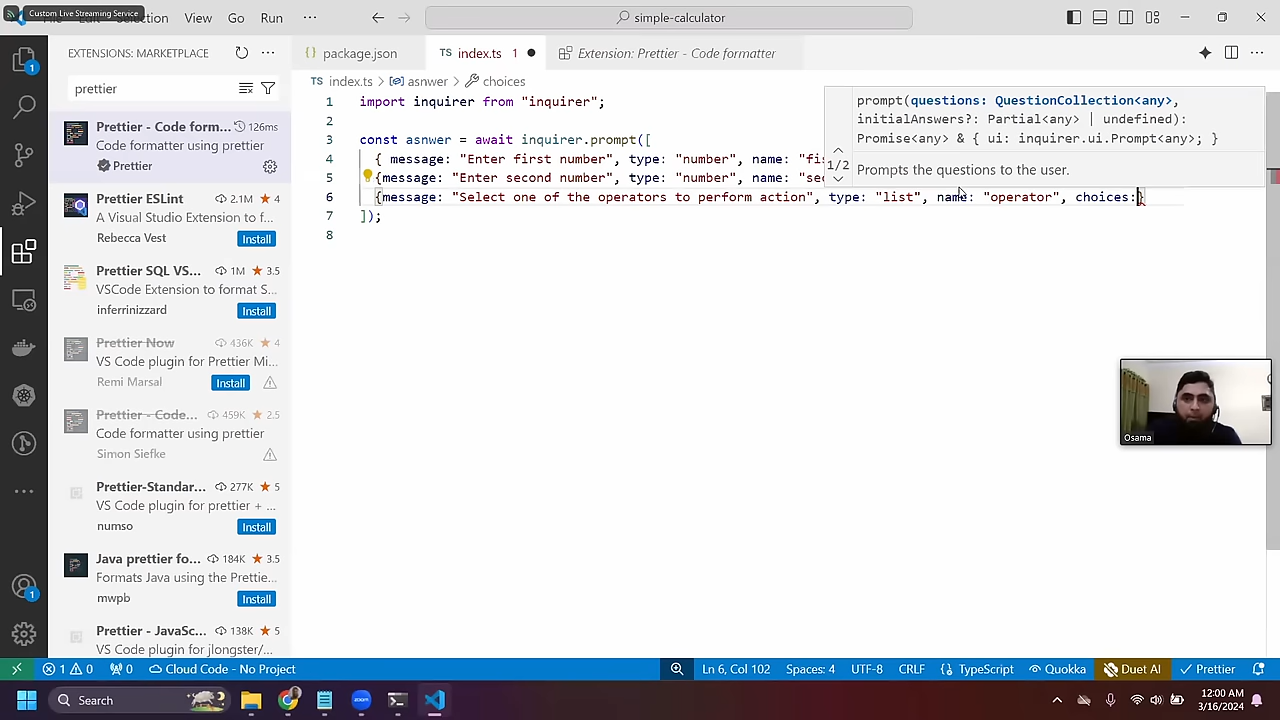 Custom Live Streaming Service
Selection View Go Run ···
simple-calculator
EXTENSIONS: MARKETPLACE
prettier
Prettier - Code form... 126ms
Code formatter using prettier
Prettier
Prettier ESLint 2.1M 4
A Visual Studio Extension to f...
Rebecca Vest Install
Prettier SQL VS... 1M 3.5
VSCode Extension to format S...
inferrinizzard Install
Prettier Now 436K 4
VS Code plugin for Prettier Mi...
Remi Marsal Install
Prettier - Code... 459K 2.5
Code formatter using prettier
Simon Siefke
Prettier-Standar... 277K 5
VS Code plugin for prettier + ...
numso Install
Java prettier fo... 184K 3.5
Formats Java using the Prettie...
mwpb Install
Prettier - JavaSc... 138K 5
VS Code plugin for jlongster/...
package.json
TS index.ts 1
Extension: Prettier - Code formatter
TS index.ts > asnwer > choices
1 import inquirer from "inquirer";
2
3 const asnwer = await inquirer.prompt([
4 { message: "Enter first number", type: "number", name: "fis
5 {message: "Enter second number", type: "number", name: "sec
6 {message: "Select one of the operators to perform action", type: "list", name: "operator", choices:}
7 ]);
8
prompt(questions: QuestionCollection<any>,
initialAnswers?: Partial<any> | undefined):
Promise<any> & { ui: inquirer.ui.Prompt<any>; }
1/2
Prompts the questions to the user.
Osama
1
1
1 0 0 Cloud Code - No Project
Ln 6, Col 102 Spaces: 4 UTF-8 CRLF {} TypeScript Quokka Duet AI Prettier
Search
zoom
12:00 AM
3/16/2024